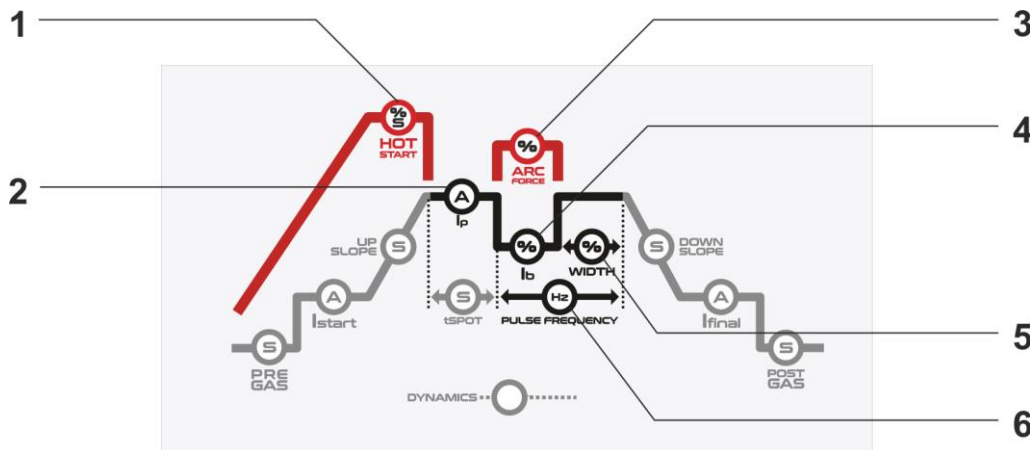 1
3
%
S
HOT
START
%
ARC
FORCE
4
2
A
Ip
UP
SLOPE
S
%
Ib
%
WIDTH
S
DOWN
SLOPE
A
Istart
S
tSPOT
Hz
PULSE FREQUENCY
A
Ifinal
5
S
PRE
GAS
S
POST
GAS
DYNAMICS
6